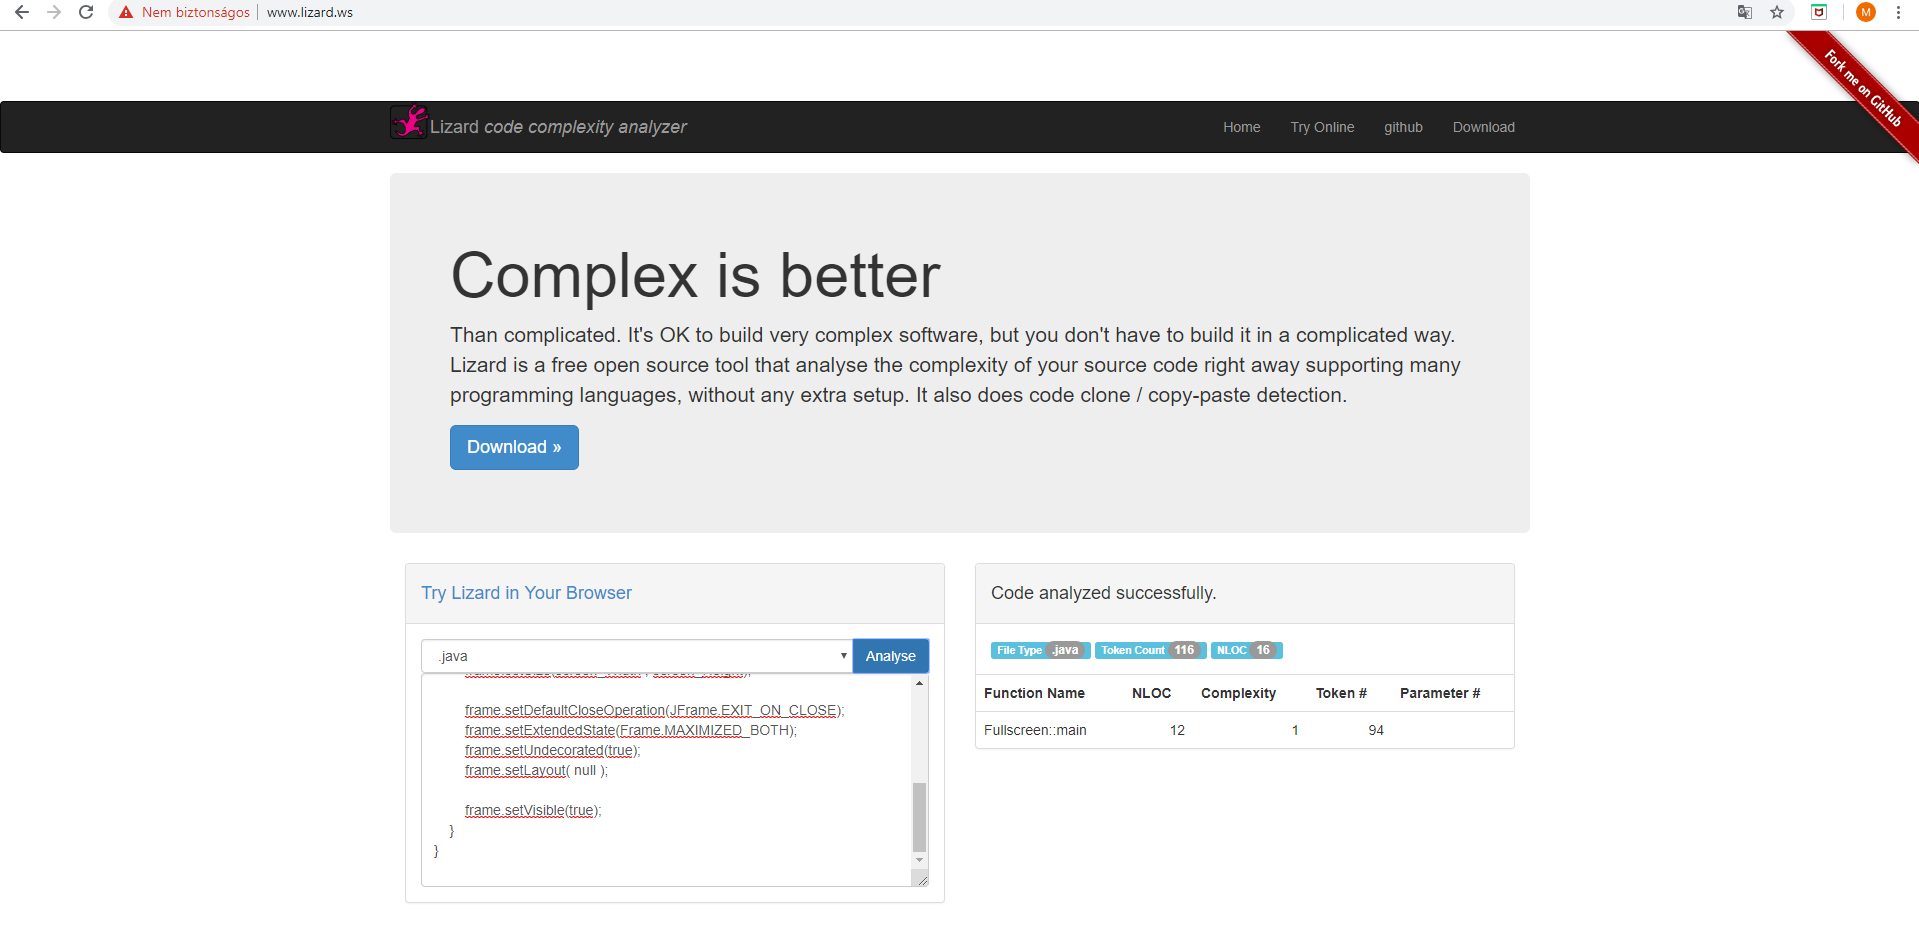 Nem biztonságos www.lizard.ws
M
Fork me on GitHub
Lizard code complexity analyzer
Home Try Online github Download
Complex is better
Than complicated. It's OK to build very complex software, but you don't have to build it in a complicated way.
Lizard is a free open source tool that analyse the complexity of your source code right away supporting many
programming languages, without any extra setup. It also does code clone / copy-paste detection.
Download »
Try Lizard in Your Browser
.java Analyse
frame.setDefaultCloseOperation(JFrame.EXIT_ON_CLOSE);
frame.setExtendedState(Frame.MAXIMIZED_BOTH);
frame.setUndecorated(true);
frame.setLayout( null );
frame.setVisible(true);
}
}
Code analyzed successfully.
File Type .java Token Count 116 NLOC 16
Function Name NLOC Complexity Token # Parameter #
Fullscreen::main 12 1 94